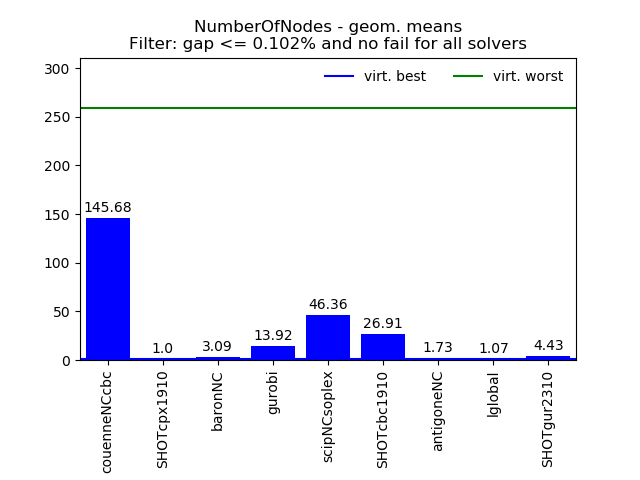 NumberOfNodes - geom. means
Filter: gap <= 0.102% and no fail for all solvers
virt. best
virt. worst
300
250
200
150
100
50
0
145.68
1.0
3.09
13.92
46.36
26.91
1.73
1.07
4.43
couenneNCcbc
SHOTcpx1910
baronNC
gurobi
scipNCsoplex
SHOTcbc1910
antigoneNC
lglobal
SHOTgur2310